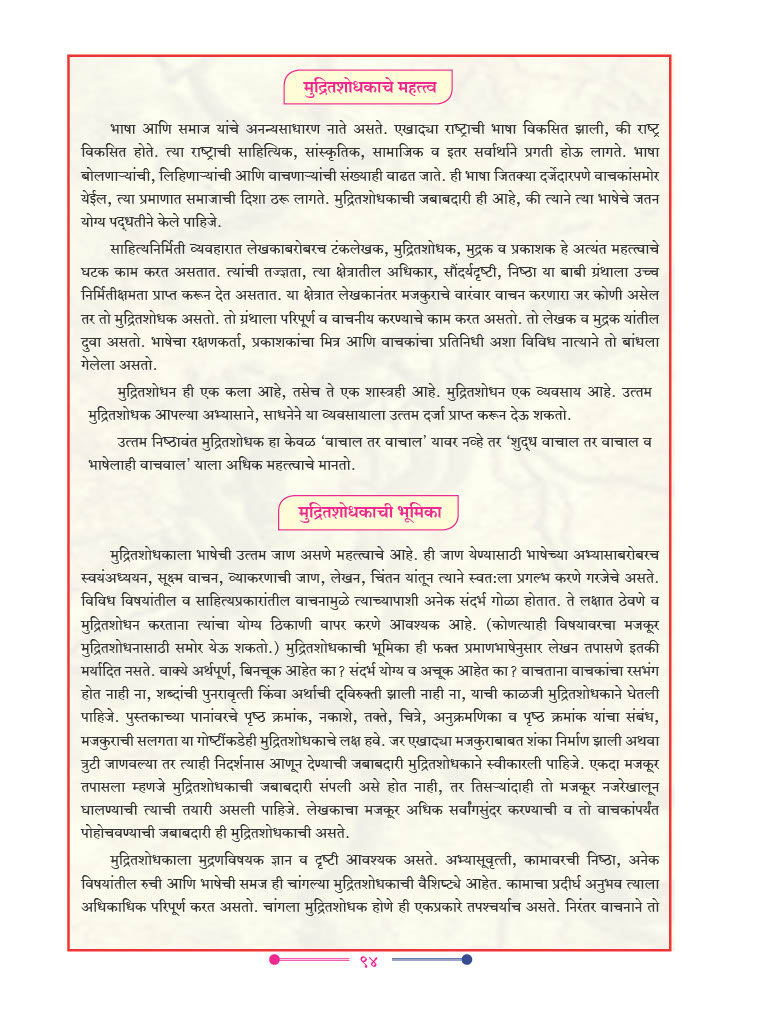 मुद्रितशोधकाचे महत्त्व
भाषा आणि समाज यांचे अनन्यसाधारण नाते असते. एखाद्या राष्ट्राची भाषा विकसित झाली, की राष्ट्र
विकसित होते. त्या राष्ट्राची साहित्यिक, सांस्कृतिक, सामाजिक व इतर सर्वार्थाने प्रगती होऊ लागते. भाषा
बोलणाऱ्यांची, लिहिणाऱ्यांची आणि वाचणाऱ्यांची संख्याही वाढत जाते. ही भाषा जितक्या दर्जेदारपणे वाचकांसमोर
येईल, त्या प्रमाणात समाजाची दिशा ठरू लागते. मुद्रितशोधकाची जबाबदारी ही आहे, की त्याने त्या भाषेचे जतन
योग्य पद्धतीने केले पाहिजे.
साहित्यनिर्मिती व्यवहारात लेखकाबरोबरच टंकलेखक, मुद्रितशोधक, मुद्रक व प्रकाशक हे अत्यंत महत्त्वाचे
घटक काम करत असतात. त्यांची तज्ज्ञता, त्या क्षेत्रातील अधिकार, सौंदर्यदृष्टी, निष्ठा या बाबी ग्रंथाला उच्च
निर्मितीक्षमता प्राप्त करून देत असतात. या क्षेत्रात लेखकानंतर मजकुराचे वारंवार वाचन करणारा जर कोणी असेल
तर तो मुद्रितशोधक असतो. तो ग्रंथाला परिपूर्ण व वाचनीय करण्याचे काम करत असतो. तो लेखक व मुद्रक यांतील
दुवा असतो. भाषेचा रक्षणकर्ता, प्रकाशकांचा मित्र आणि वाचकांचा प्रतिनिधी अशा विविध नात्याने तो बांधला
गेलेला असतो.
मुद्रितशोधन ही एक कला आहे, तसेच ते एक शास्त्रही आहे. मुद्रितशोधन एक व्यवसाय आहे. उत्तम
मुद्रितशोधक आपल्या अभ्यासाने, साधनेने या व्यवसायाला उत्तम दर्जा प्राप्त करून देऊ शकतो.
उत्तम निष्ठावंत मुद्रितशोधक हा केवळ ‘वाचाल तर वाचाल’ यावर नव्हे तर ‘शुद्ध वाचाल तर वाचाल व
भाषेलाही वाचवाल’ याला अधिक महत्त्वाचे मानतो.
मुद्रितशोधकाची भूमिका
मुद्रितशोधकाला भाषेची उत्तम जाण असणे महत्त्वाचे आहे. ही जाण येण्यासाठी भाषेच्या अभ्यासाबरोबरच
स्वयंअध्ययन, सूक्ष्म वाचन, व्याकरणाची जाण, लेखन, चिंतन यांतून त्याने स्वतःला प्रगल्भ करणे गरजेचे असते.
विविध विषयांतील व साहित्यप्रकारांतील वाचनामुळे त्याच्यापाशी अनेक संदर्भ गोळा होतात. ते लक्षात ठेवणे व
मुद्रितशोधन करताना त्यांचा योग्य ठिकाणी वापर करणे आवश्यक आहे. (कोणत्याही विषयावरचा मजकूर
मुद्रितशोधनासाठी समोर येऊ शकतो.) मुद्रितशोधकाची भूमिका ही फक्त प्रमाणभाषेनुसार लेखन तपासणे इतकी
मर्यादित नसते. वाक्ये अर्थपूर्ण, बिनचूक आहेत का? संदर्भ योग्य व अचूक आहेत का? वाचताना वाचकांचा रसभंग
होत नाही ना, शब्दांची पुनरावृत्ती किंवा अर्थाची द्विरुक्ती झाली नाही ना, याची काळजी मुद्रितशोधकाने घेतली
पाहिजे. पुस्तकाच्या पानांवरचे पृष्ठ क्रमांक, नकाशे, तक्ते, चित्रे, अनुक्रमणिका व पृष्ठ क्रमांक यांचा संबंध,
मजकुराची सलगता या गोष्टींकडेही मुद्रितशोधकाचे लक्ष हवे. जर एखाद्या मजकुराबाबत शंका निर्माण झाली अथवा
त्रुटी जाणवल्या तर त्याही निदर्शनास आणून देण्याची जबाबदारी मुद्रितशोधकाने स्वीकारली पाहिजे. एकदा मजकूर
तपासला म्हणजे मुद्रितशोधकाची जबाबदारी संपली असे होत नाही, तर तिसऱ्यांदाही तो मजकूर नजरेखालून
घालण्याची त्याची तयारी असली पाहिजे. लेखकाचा मजकूर अधिक सर्वांगसुंदर करण्याची व तो वाचकांपर्यंत
पोहोचवण्याची जबाबदारी ही मुद्रितशोधकाची असते.
मुद्रितशोधकाला मुद्रणविषयक ज्ञान व दृष्टी आवश्यक असते. अभ्यासूवृत्ती, कामावरची निष्ठा, अनेक
विषयांतील रुची आणि भाषेची समज ही चांगल्या मुद्रितशोधकाची वैशिष्ट्ये आहेत. कामाचा प्रदीर्घ अनुभव त्याला
अधिकाधिक परिपूर्ण करत असतो. चांगला मुद्रितशोधक होणे ही एकप्रकारे तपश्चर्याच असते. निरंतर वाचनाने तो
९४